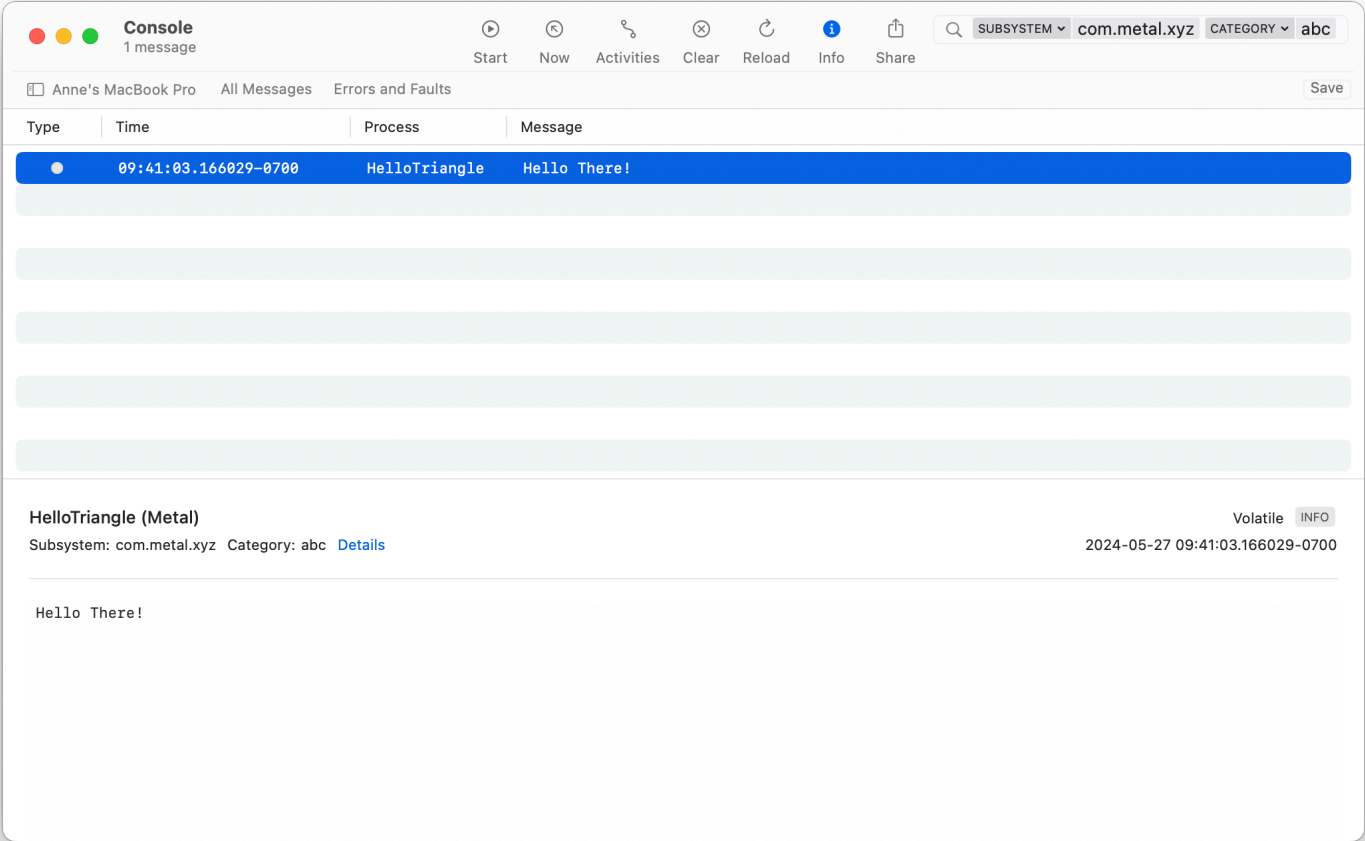 Console
1 message
Start Now Activities Clear Reload Info Share
SUBSYSTEM com.metal.xyz CATEGORY abc
Anne's MacBook Pro All Messages Errors and Faults Save
Type Time Process Message
09:41:03.166029-0700 HelloTriangle Hello There!
HelloTriangle (Metal) Volatile INFO
Subsystem: com.metal.xyz Category: abc Details 2024-05-27 09:41:03.166029-0700
Hello There!